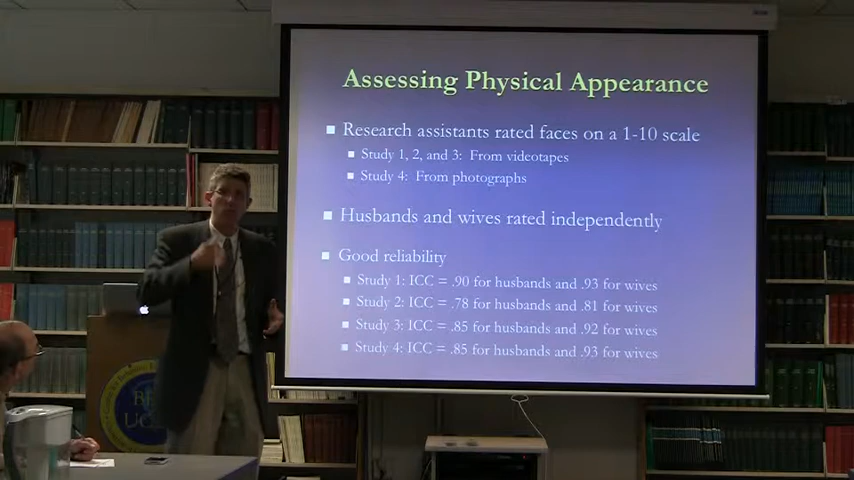 Assessing Physical Appearance
Research assistants rated faces on a 1-10 scale
Study 1, 2, and 3: From videotapes
Study 4: From photographs
Husbands and wives rated independently
Good reliability
Study 1: ICC = .90 for husbands and .93 for wives
Study 2: ICC = .78 for husbands and .81 for wives
Study 3: ICC = .85 for husbands and .92 for wives
Study 4: ICC = .85 for husbands and .93 for wives